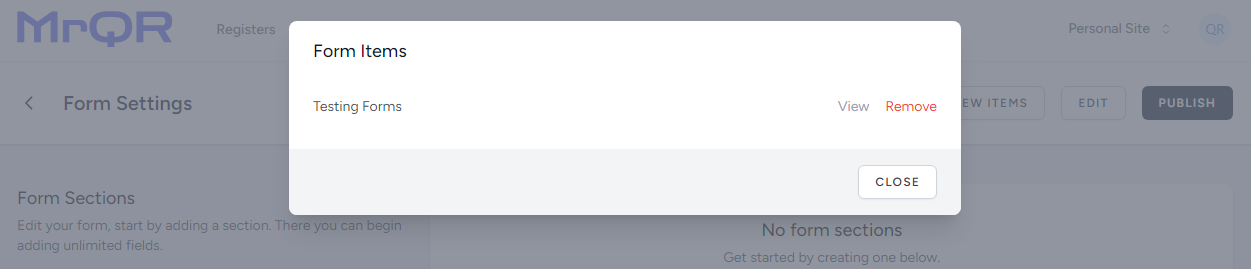 MrQR
Registers
Personal Site
QR
Form Items
Testing Forms
View
Remove
CLOSE
Form Settings
EW ITEMS
EDIT
PUBLISH
Form Sections
Edit your form, start by adding a section. There you can begin
adding unlimited fields.
No form sections
Get started by creating one below.